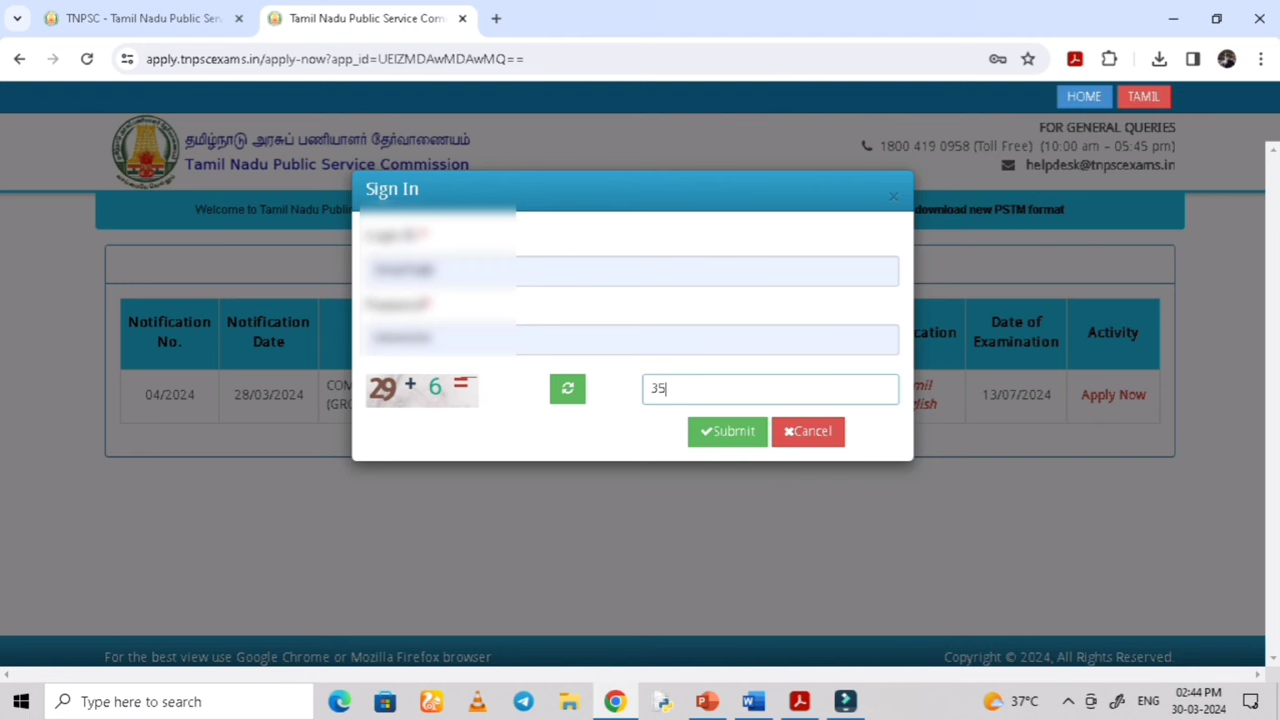 TNPSC - Tamil Nadu Public Ser
Tamil Nadu Public Service Com
apply.tnpscexams.in/apply-now?app_id=UElZMDAwMDAwMQ==
HOME
TAMIL
தமிழ்நாடு அரசுப் பணியாளர் தேர்வாணையம்
Tamil Nadu Public Service Commission
FOR GENERAL QUERIES
1800 419 0958 (Toll Free) (10:00 am – 05:45 pm)
helpdesk@tnpscexams.in
Sign In
Welcome to Tamil Nadu Publi
download new PSTM format
Notification No.
Notification Date
cation
Date of Examination
Activity
04/2024
28/03/2024
COM
(GRO
mil
glish
13/07/2024
Apply Now
29 + 6 =
35
Submit
Cancel
For the best view use Google Chrome or Mozilla Firefox browser
Copyright © 2024, All Rights Reserved.
Type here to search
37°C
ENG
02:44 PM
30-03-2024